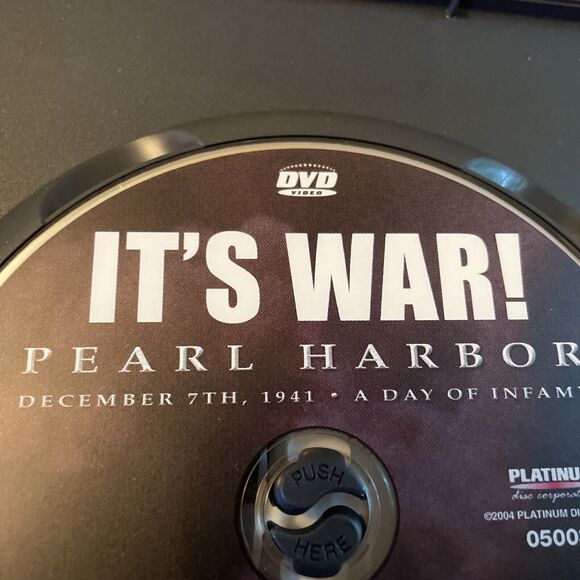 DVD
VIDEO
IT'S WAR!
PEARL HARBOR
DECEMBER 7TH, 1941 • A DAY OF INFAMY
PUSH
HERE
PLATINUM
disc corporat
©2004 PLATINUM DI
0500